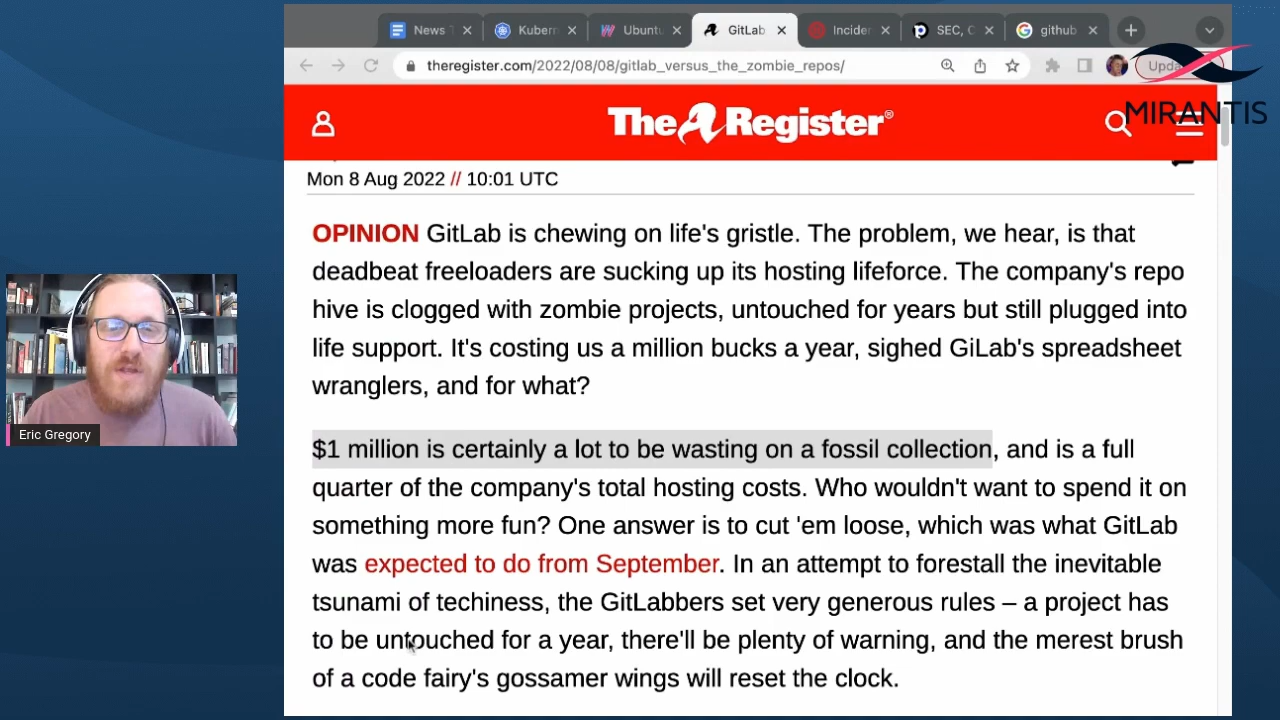 News T
Kubern
Ubuntu
GitLab
Inciden
SEC, C
github
theregister.com/2022/08/08/gitlab_versus_the_zombie_repos/
Upda
MIRANTIS
The Register®
Mon 8 Aug 2022 // 10:01 UTC
OPINION GitLab is chewing on life's gristle. The problem, we hear, is that
deadbeat freeloaders are sucking up its hosting lifeforce. The company's repo
hive is clogged with zombie projects, untouched for years but still plugged into
life support. It's costing us a million bucks a year, sighed GiLab's spreadsheet
wranglers, and for what?
$1 million is certainly a lot to be wasting on a fossil collection, and is a full
quarter of the company's total hosting costs. Who wouldn't want to spend it on
something more fun? One answer is to cut 'em loose, which was what GitLab
was expected to do from September. In an attempt to forestall the inevitable
tsunami of techiness, the GitLabbers set very generous rules – a project has
to be untouched for a year, there'll be plenty of warning, and the merest brush
of a code fairy's gossamer wings will reset the clock.
Eric Gregory